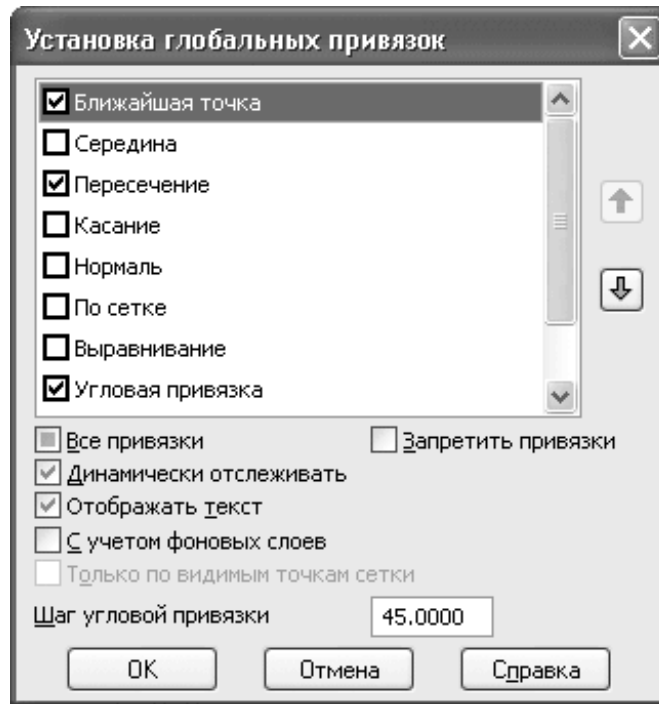 Установка глобальных привязок
Ближайшая точка
Середина
Пересечение
Касание
Нормаль
По сетке
Выравнивание
Угловая привязка
Все привязки Запретить привязки
Динамически отслеживать
Отображать текст
С учетом фоновых слоев
Только по видимым точкам сетки
Шаг угловой привязки 45.0000
OK Отмена Справка